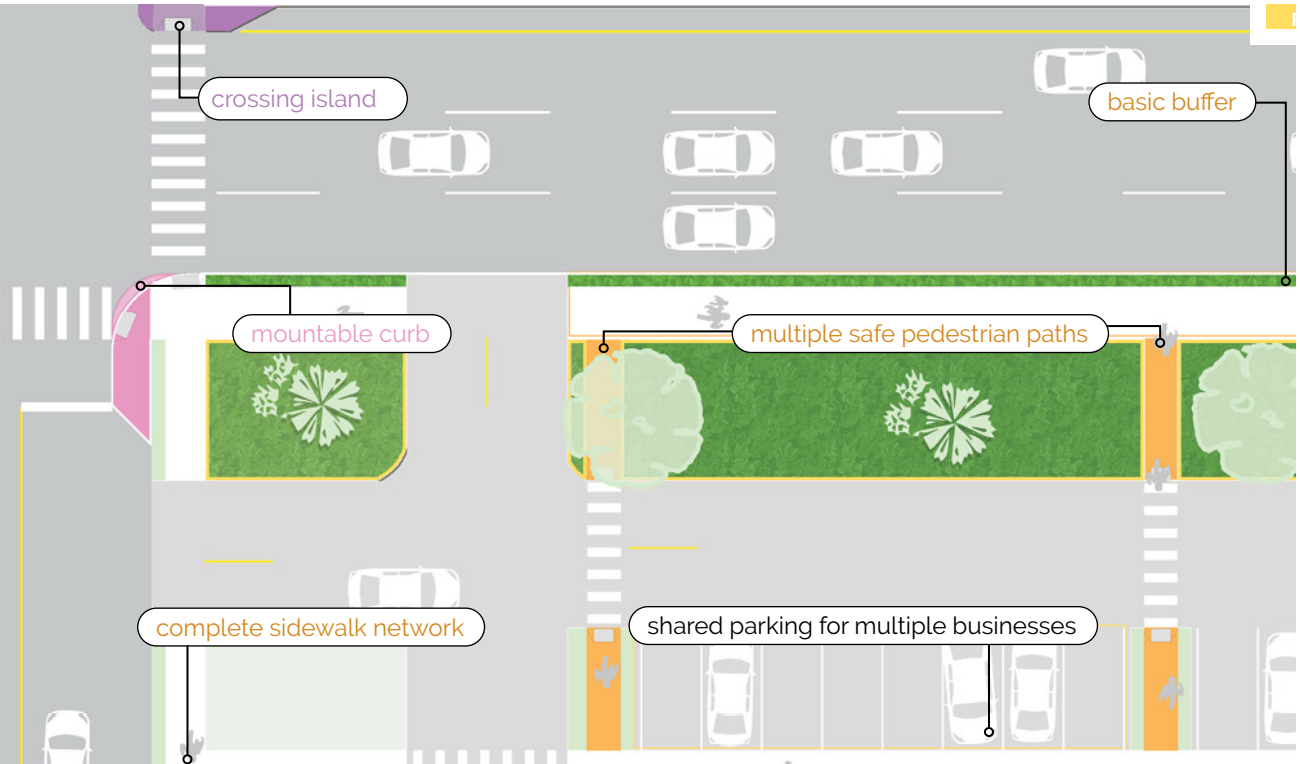 crossing island
basic buffer
mountable curb
multiple safe pedestrian paths
complete sidewalk network
shared parking for multiple businesses